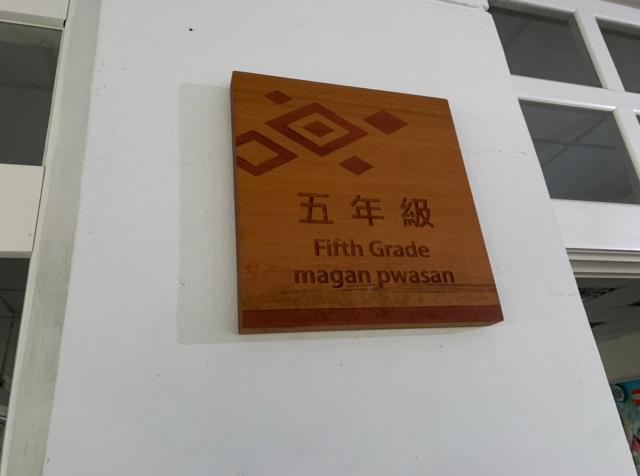 五年級
Fifth Grade
magan pwasan